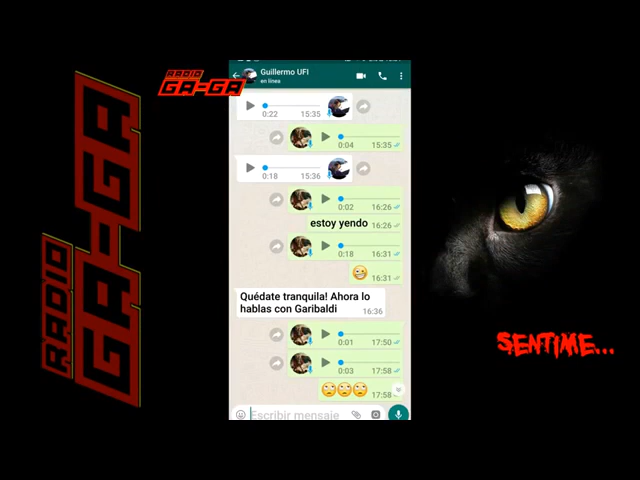 RADIO
GA-GA
RADIO
GA-GA
Guillermo UFI
en línea
0:22 15:35
0:04 15:35
0:18 15:36
0:02 16:26
estoy yendo 16:26
0:18 16:31
16:31
Quédate tranquila! Ahora lo
hablas con Garibaldi 16:36
0:01 17:50
0:03 17:58
17:58
Escribir mensaje
SENTIME...